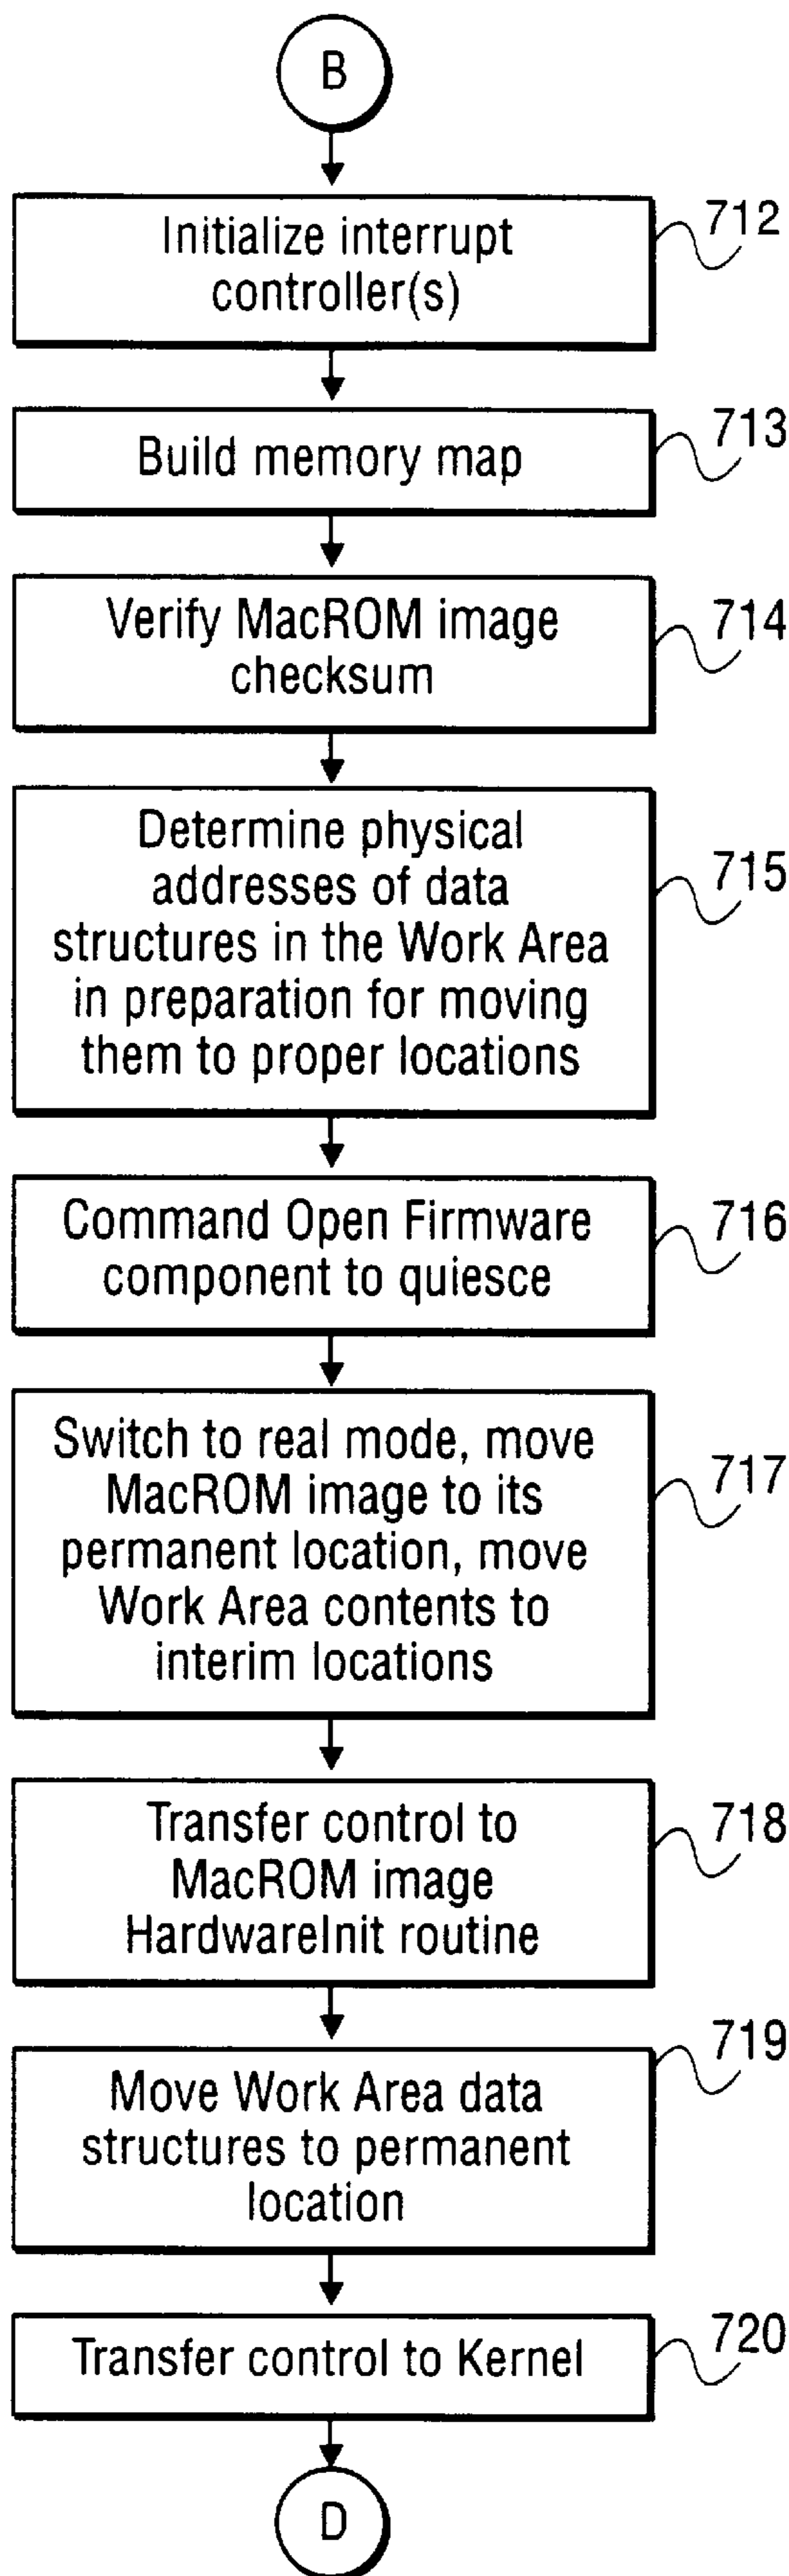 B
Initialize interrupt
controller(s)
712
Build memory map
713
Verify MacROM image
checksum
714
Determine physical
addresses of data
structures in the Work Area
in preparation for moving
them to proper locations
715
Command Open Firmware
component to quiesce
716
Switch to real mode, move
MacROM image to its
permanent location, move
Work Area contents to
interim locations
717
Transfer control to
MacROM image
HardwareInit routine
718
Move Work Area data
structures to permanent
location
719
Transfer control to Kernel
720
D